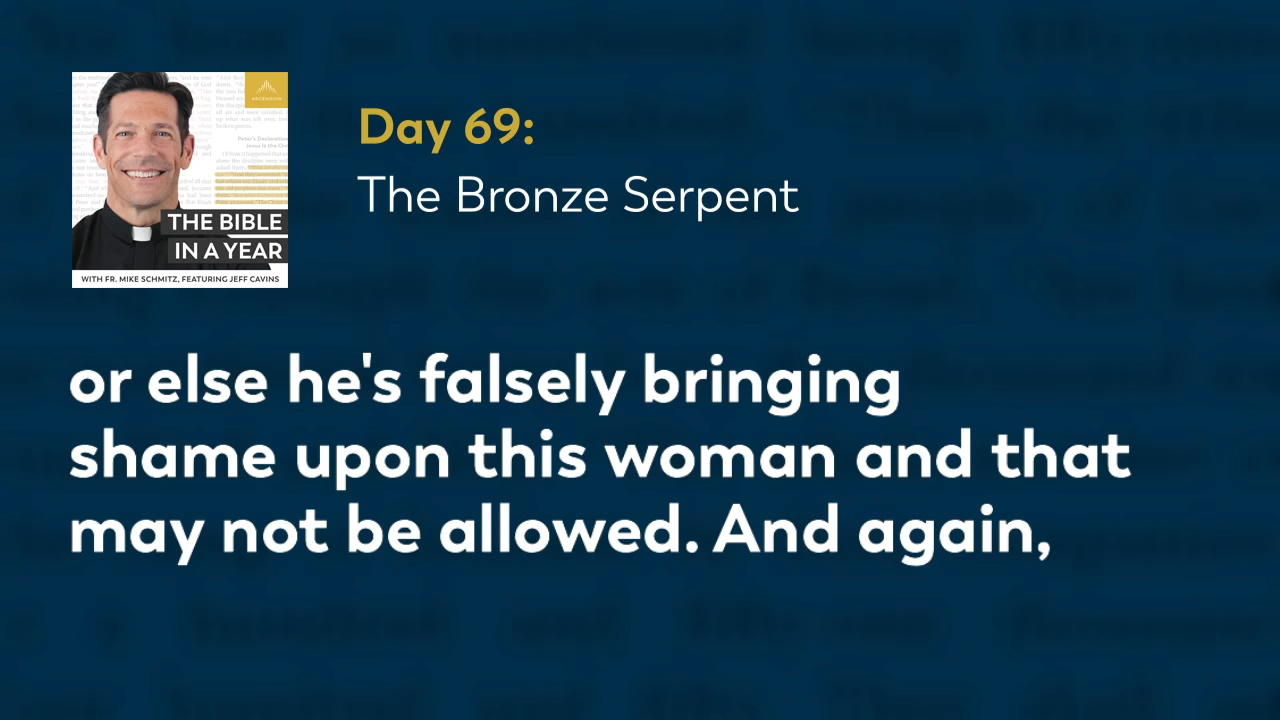 ASCENSION
THE BIBLE
IN A YEAR
WITH FR. MIKE SCHMITZ, FEATURING JEFF CAVINS
Day 69:
The Bronze Serpent
or else he's falsely bringing
shame upon this woman and that
may not be allowed. And again,